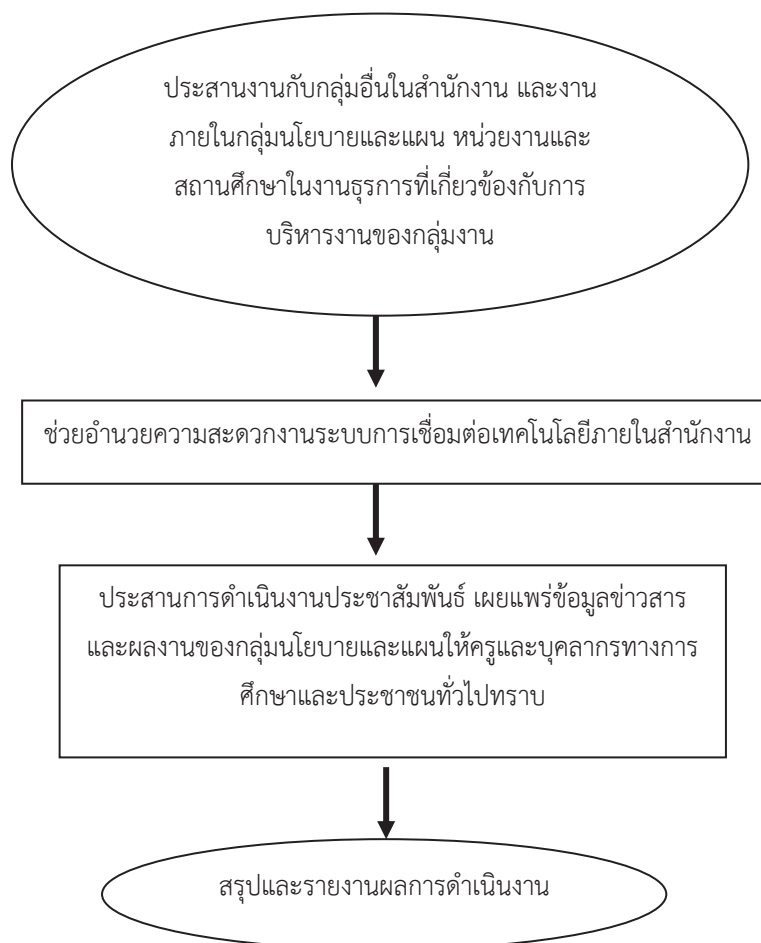 ประสานงานกับกลุ่มอื่นในสำนักงาน และงาน
ภายในกลุ่มนโยบายและแผน หน่วยงานและ
สถานศึกษาในงานธุรการที่เกี่ยวข้องกับการ
บริหารงานของกลุ่มงาน
ช่วยอำนวยความสะดวกงานระบบการเชื่อมต่อเทคโนโลยีภายในสำนักงาน
ประสานการดำเนินงานประชาสัมพันธ์ เผยแพร่ข้อมูลข่าวสาร
และผลงานของกลุ่มนโยบายและแผนให้ครูและบุคลากรทางการ
ศึกษาและประชาชนทั่วไปทราบ
สรุปและรายงานผลการดำเนินงาน